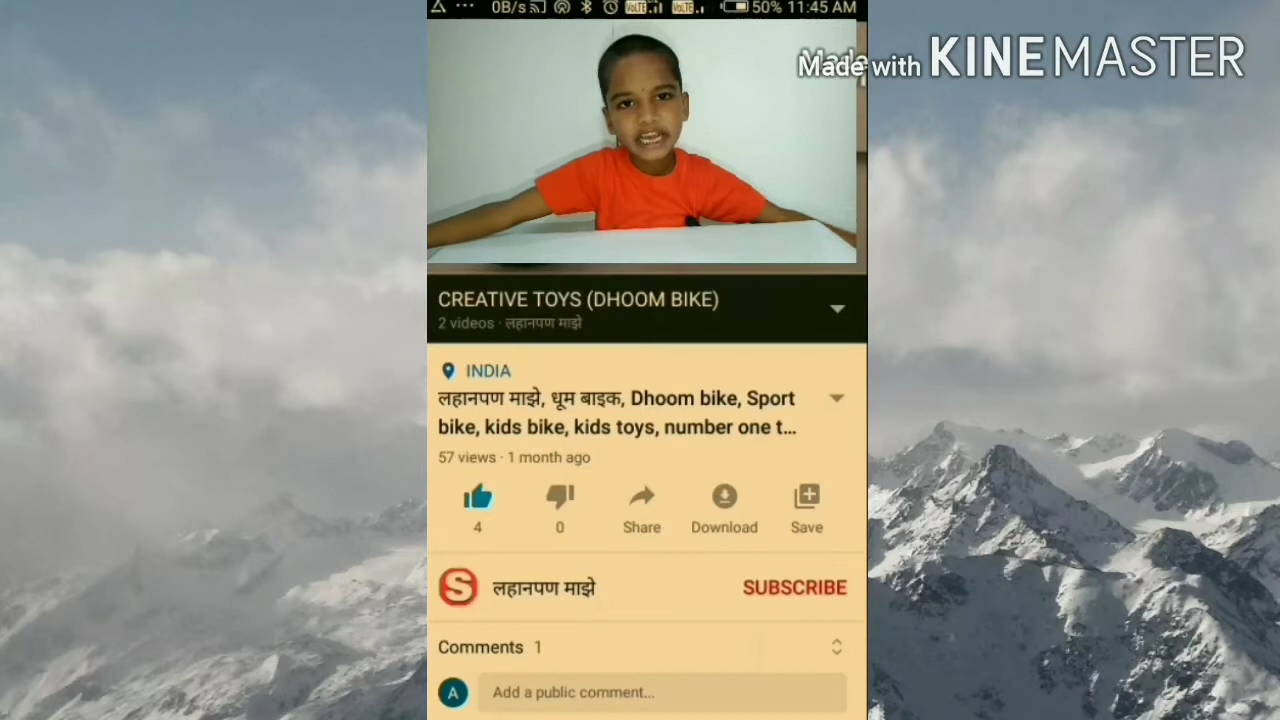 0B/s VoLTE VoLTE 50% 11:45 AM
Made with KINEMASTER
CREATIVE TOYS (DHOOM BIKE)
2 videos · लहानपण माझे
INDIA
लहानपण माझे, धूम बाइक, Dhoom bike, Sport
bike, kids bike, kids toys, number one t...
57 views · 1 month ago
4 0 Share Download Save
S लहानपण माझे SUBSCRIBE
Comments 1
A Add a public comment...